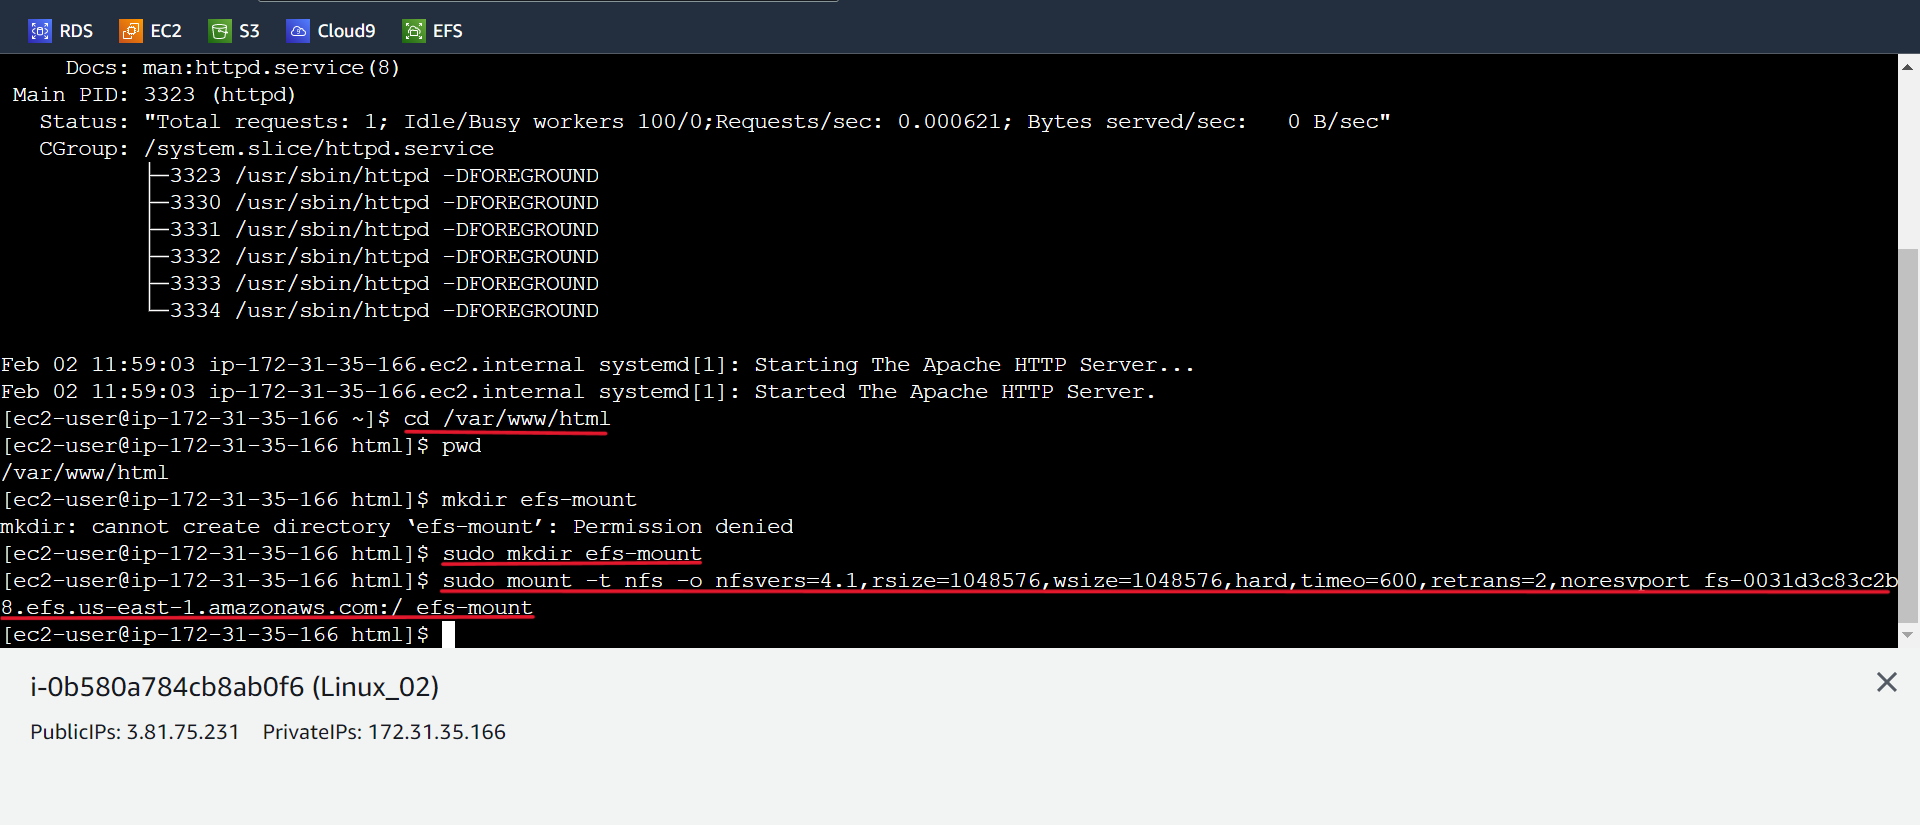 RDS EC2 S3 Cloud9 EFS
Docs: man:httpd.service(8)
Main PID: 3323 (httpd)
Status: "Total requests: 1; Idle/Busy workers 100/0;Requests/sec: 0.000621; Bytes served/sec:   0 B/sec"
CGroup: /system.slice/httpd.service
├─3323 /usr/sbin/httpd -DFOREGROUND
├─3330 /usr/sbin/httpd -DFOREGROUND
├─3331 /usr/sbin/httpd -DFOREGROUND
├─3332 /usr/sbin/httpd -DFOREGROUND
├─3333 /usr/sbin/httpd -DFOREGROUND
└─3334 /usr/sbin/httpd -DFOREGROUND
Feb 02 11:59:03 ip-172-31-35-166.ec2.internal systemd[1]: Starting The Apache HTTP Server...
Feb 02 11:59:03 ip-172-31-35-166.ec2.internal systemd[1]: Started The Apache HTTP Server.
[ec2-user@ip-172-31-35-166 ~]$ cd /var/www/html
[ec2-user@ip-172-31-35-166 html]$ pwd
/var/www/html
[ec2-user@ip-172-31-35-166 html]$ mkdir efs-mount
mkdir: cannot create directory ‘efs-mount’: Permission denied
[ec2-user@ip-172-31-35-166 html]$ sudo mkdir efs-mount
[ec2-user@ip-172-31-35-166 html]$ sudo mount -t nfs -o nfsvers=4.1,rsize=1048576,wsize=1048576,hard,timeo=600,retrans=2,noresvport fs-0031d3c83c2b
8.efs.us-east-1.amazonaws.com:/ efs-mount
[ec2-user@ip-172-31-35-166 html]$
i-0b580a784cb8ab0f6 (Linux_02)
PublicIPs: 3.81.75.231 PrivateIPs: 172.31.35.166